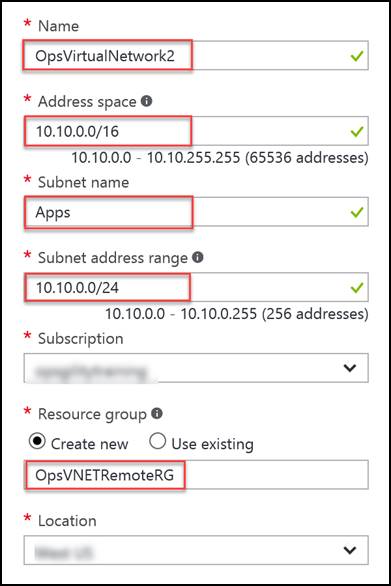 * Name
OpsVirtualNetwork2
* Address space
10.10.0.0/16
10.10.0.0 - 10.10.255.255 (65536 addresses)
* Subnet name
Apps
* Subnet address range
10.10.0.0/24
10.10.0.0 - 10.10.0.255 (256 addresses)
* Subscription
* Resource group
Create new Use existing
OpsVNETRemoteRG
* Location